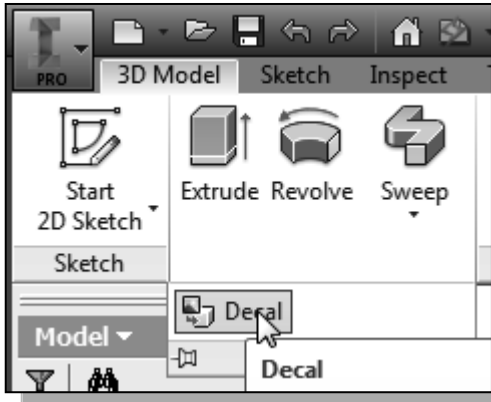 PRO 3D Model Sketch Inspect
Start
2D Sketch
Extrude Revolve Sweep
Sketch
Decal
Model
Decal